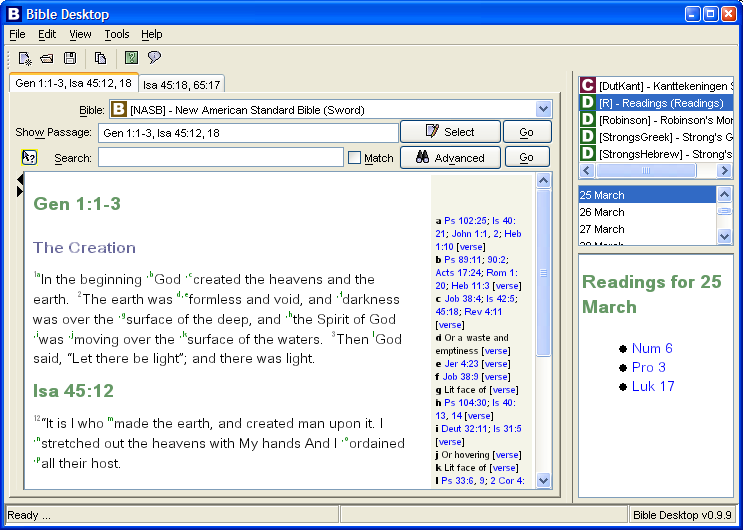 B Bible Desktop
File Edit View Tools Help
Gen 1:1-3, Isa 45:12, 18
Isa 45:18, 65:17
Bible: B [NASB] - New American Standard Bible (Sword)
Show Passage: Gen 1:1-3, Isa 45:12, 18 Select Go
Search: Match Advanced Go
Gen 1:1-3
The Creation
1a In the beginning ·b God ·c created the heavens and the
earth. 2 The earth was d,e formless and void, and ·f darkness
was over the ·g surface of the deep, and ·h the Spirit of God
·i was ·j moving over the ·k surface of the waters. 3 Then l God
said, “Let there be light”; and there was light.
Isa 45:12
12 “It is I who m made the earth, and created man upon it. I
·n stretched out the heavens with My hands And I ·o ordained
·p all their host.
a Ps 102:25; Is 40:
21; John 1:1, 2; Heb
1:10 [verse]
b Ps 89:11; 90:2;
Acts 17:24; Rom 1:
20; Heb 11:3 [verse]
c Job 38:4; Is 42:5;
45:18; Rev 4:11
[verse]
d Or a waste and
emptiness [verse]
e Jer 4:23 [verse]
f Job 38:9 [verse]
g Lit face of [verse]
h Ps 104:30; Is 40:
13, 14 [verse]
i Deut 32:11; Is 31:5
[verse]
j Or hovering [verse]
k Lit face of [verse]
l Ps 33:6, 9; 2 Cor 4:
C [DutKant] - Kanttekeningen S
D [R] - Readings (Readings)
D [Robinson] - Robinson's Mor
D [StrongsGreek] - Strong's G
D [StrongsHebrew] - Strong's
25 March
26 March
27 March
28 March
Readings for 25
March
Num 6
Pro 3
Luk 17
Ready ...
Bible Desktop v0.9.9